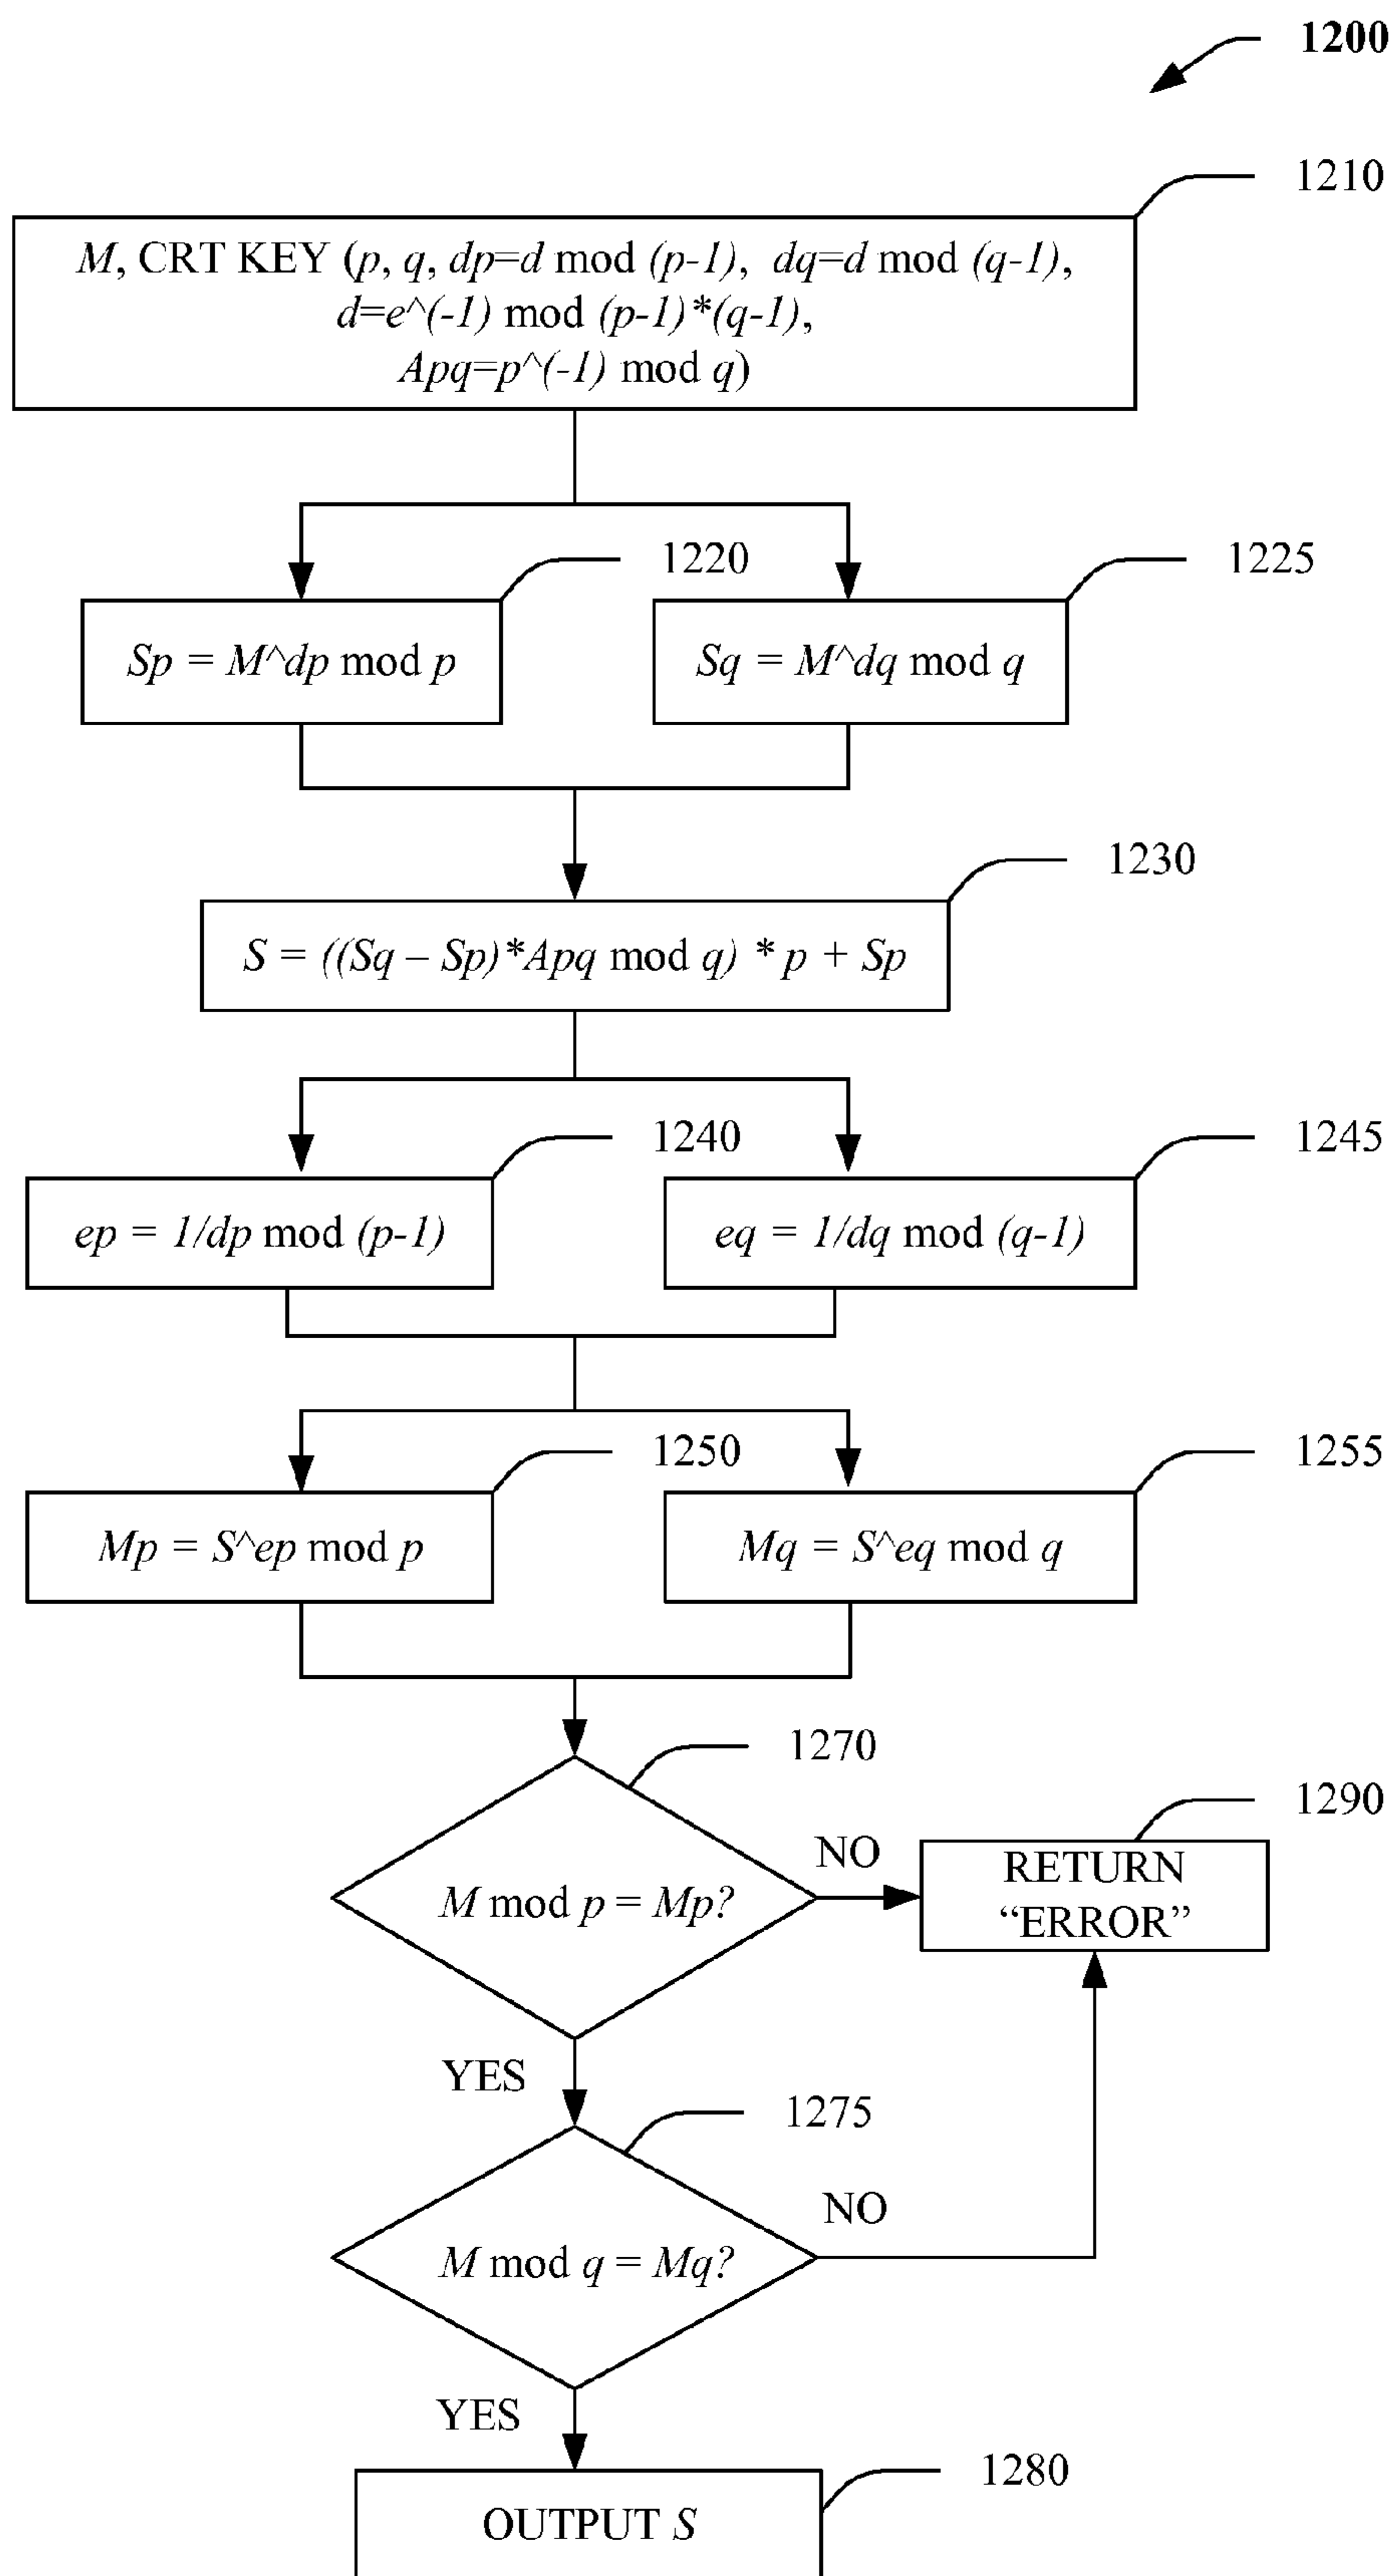 1200
1210
M, CRT KEY (p, q, dp=d mod (p-1), dq=d mod (q-1),
d=e^(-1) mod (p-1)*(q-1),
Apq=p^(-1) mod q)
1220
1225
Sp = M^dp mod p
Sq = M^dq mod q
1230
S = ((Sq – Sp)*Apq mod q) * p + Sp
1240
1245
ep = 1/dp mod (p-1)
eq = 1/dq mod (q-1)
1250
1255
Mp = S^ep mod p
Mq = S^eq mod q
1270
1290
NO
RETURN
“ERROR”
M mod p = Mp?
YES
1275
NO
M mod q = Mq?
YES
1280
OUTPUT S